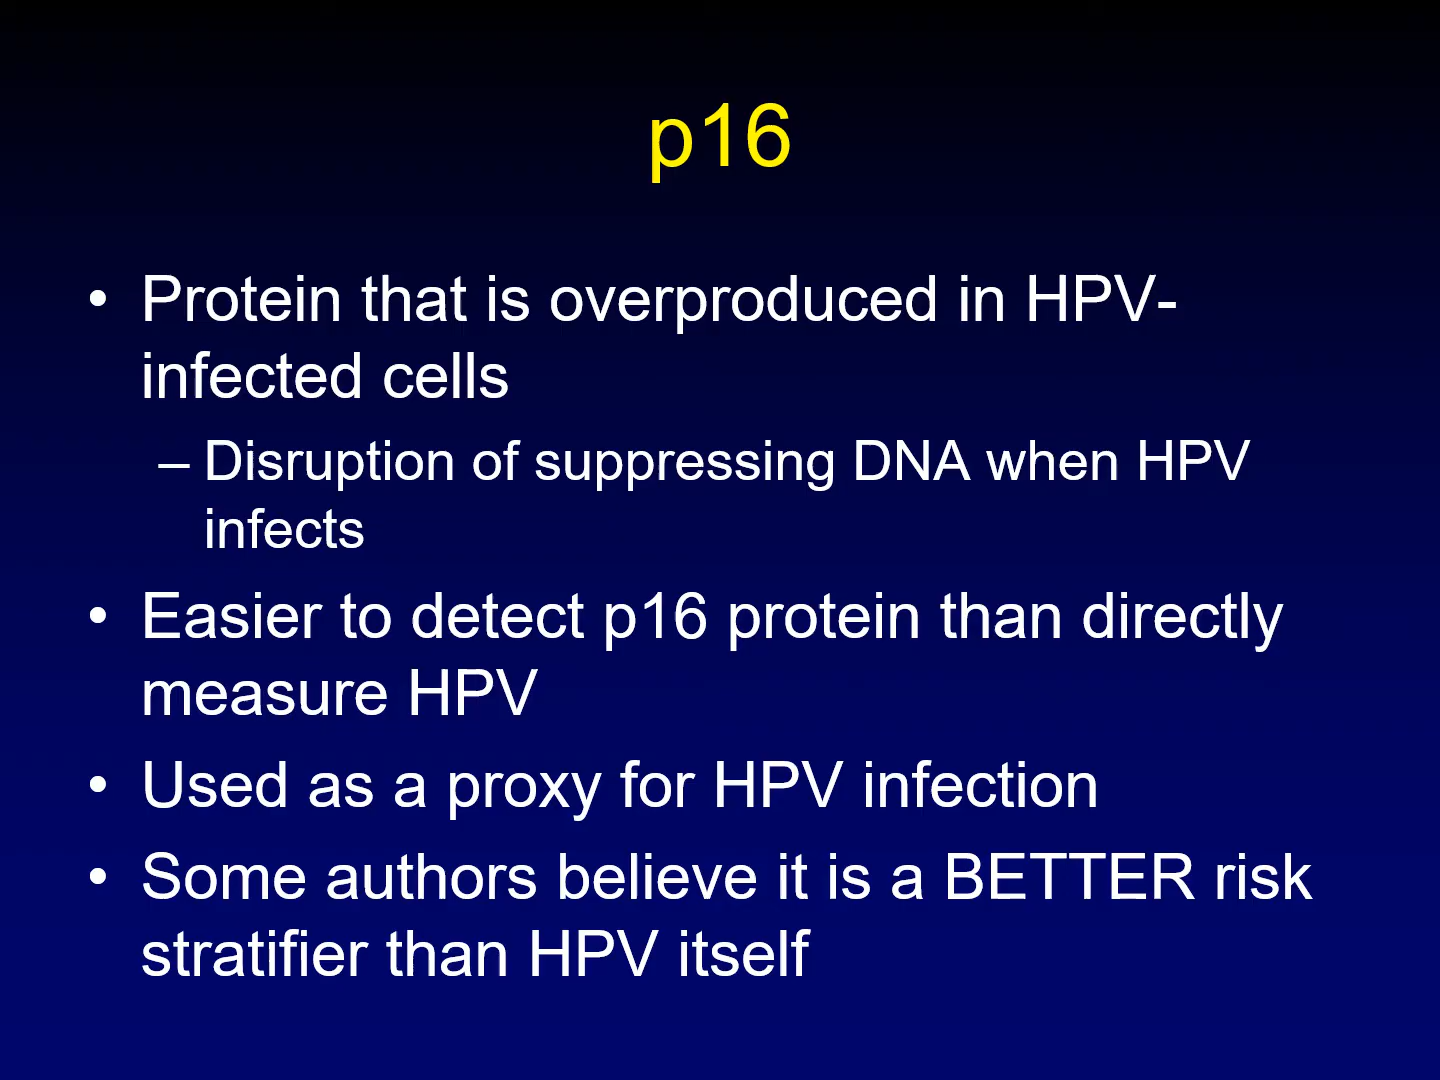 p16
• Protein that is overproduced in HPV-
infected cells
– Disruption of suppressing DNA when HPV
infects
• Easier to detect p16 protein than directly
measure HPV
• Used as a proxy for HPV infection
• Some authors believe it is a BETTER risk
stratifier than HPV itself